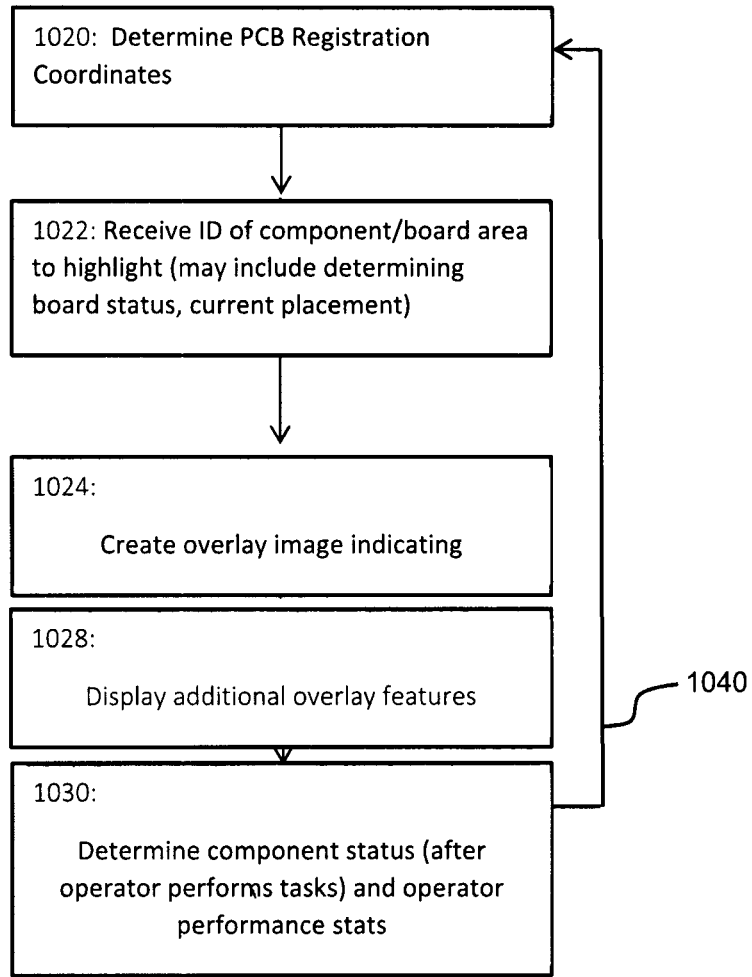 1020: Determine PCB Registration
Coordinates
1022: Receive ID of component/board area
to highlight (may include determining
board status, current placement)
1024:
Create overlay image indicating
1028:
Display additional overlay features
1040
1030:
Determine component status (after
operator performs tasks) and operator
performance stats